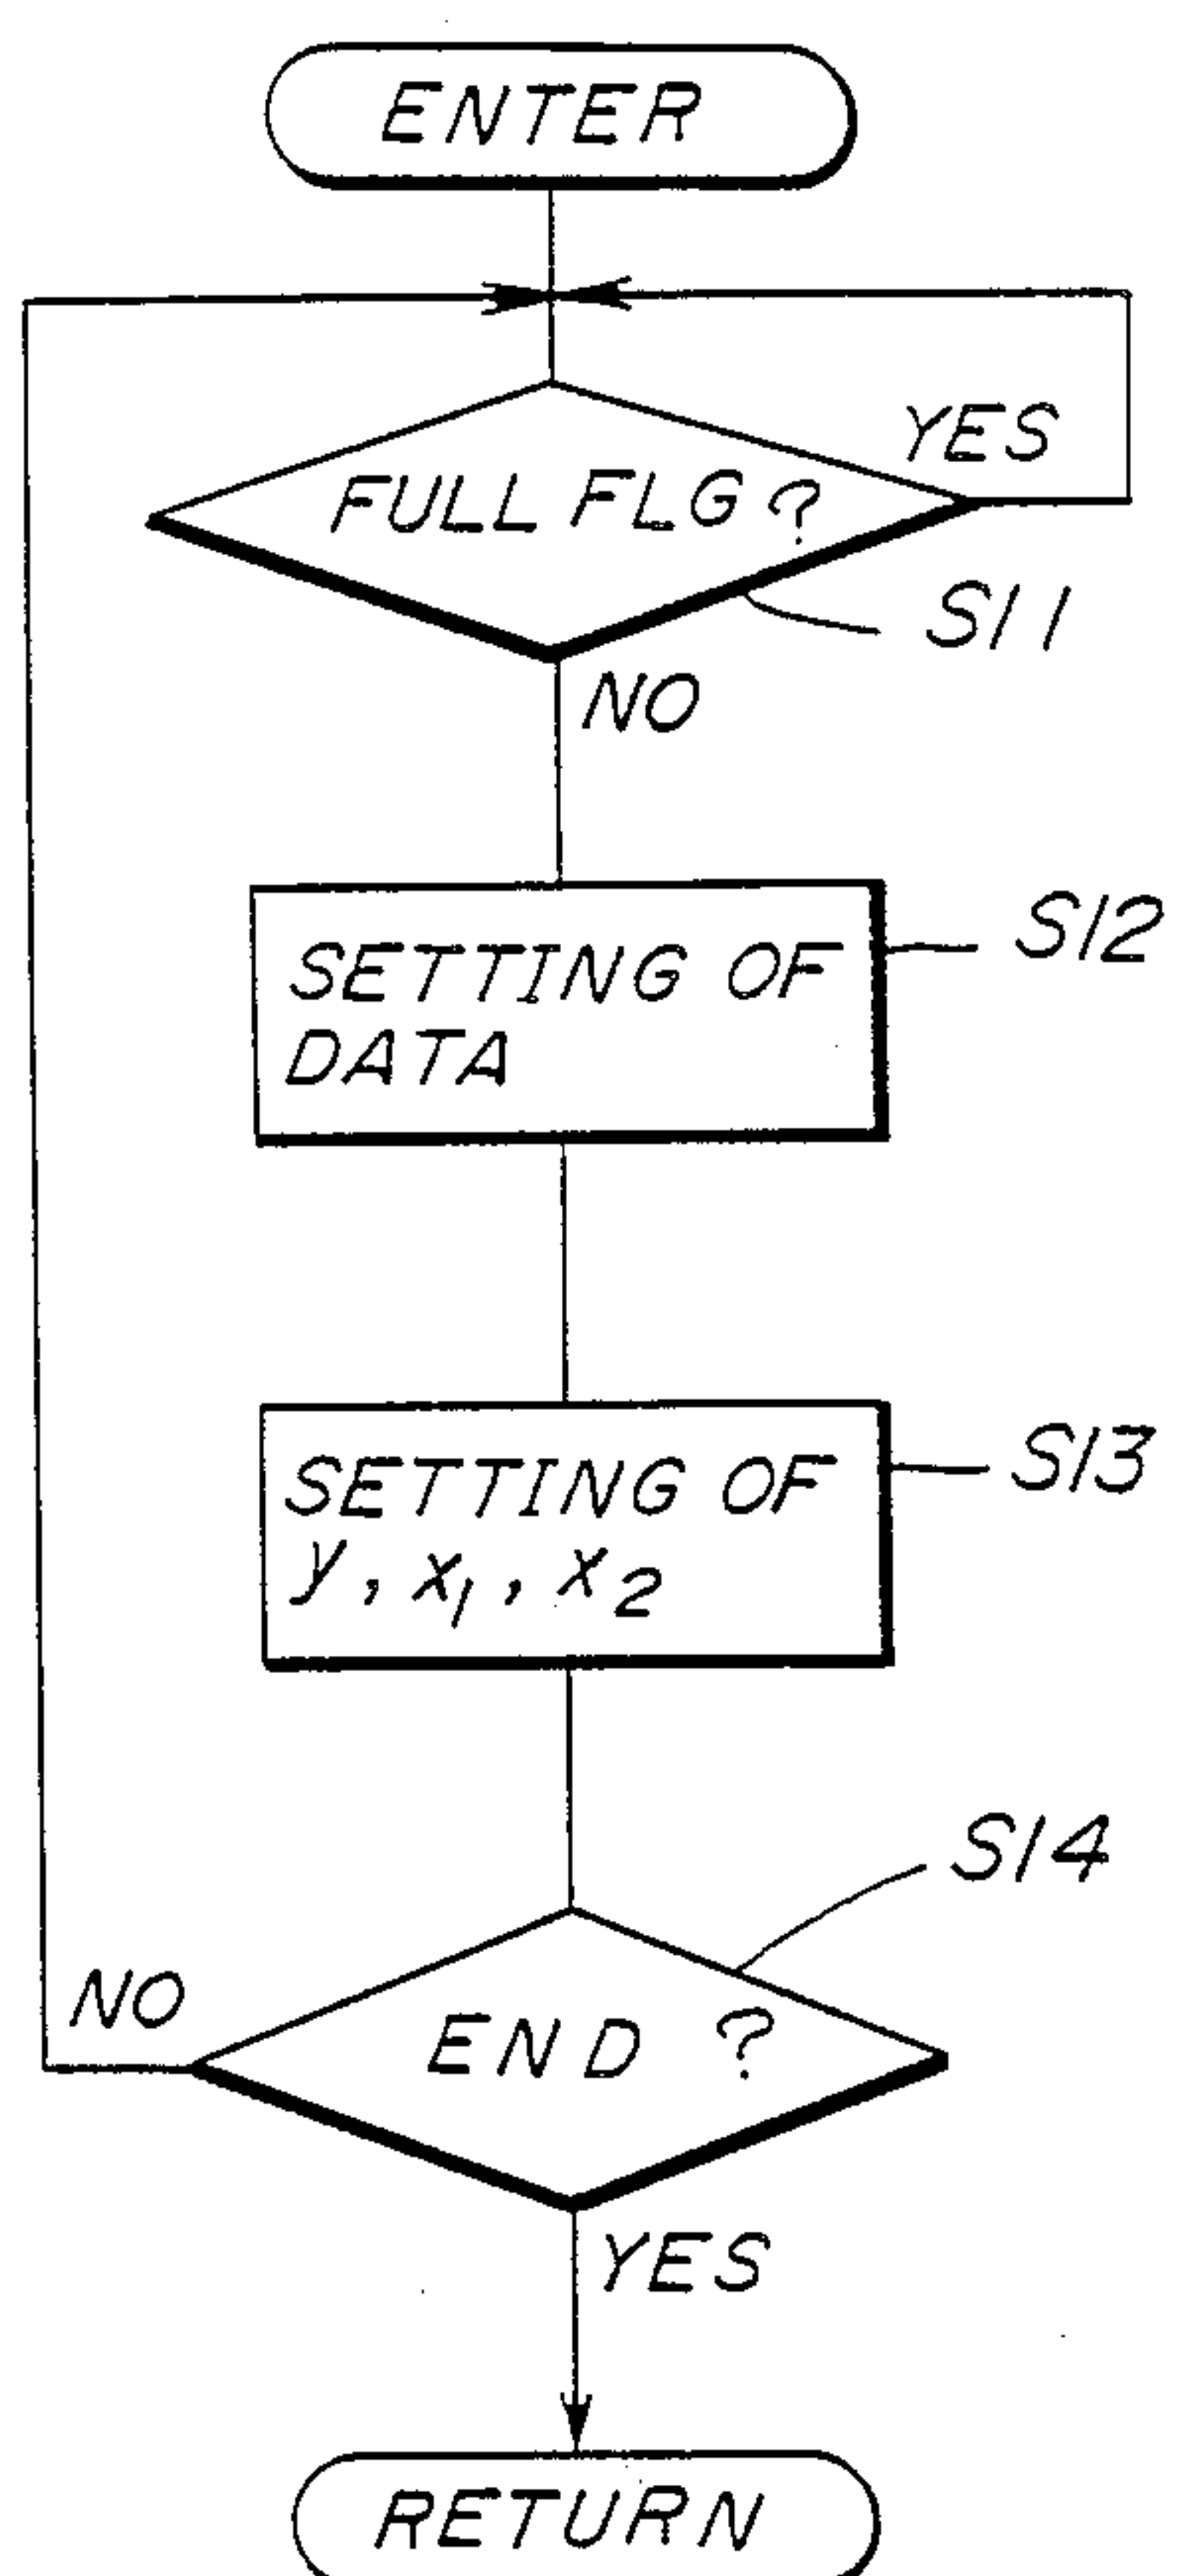 ENTER
YES
FULL FLG ?
S11
NO
SETTING OF
DATA
S12
SETTING OF
y, x₁, x₂
S13
S14
NO
END ?
YES
RETURN